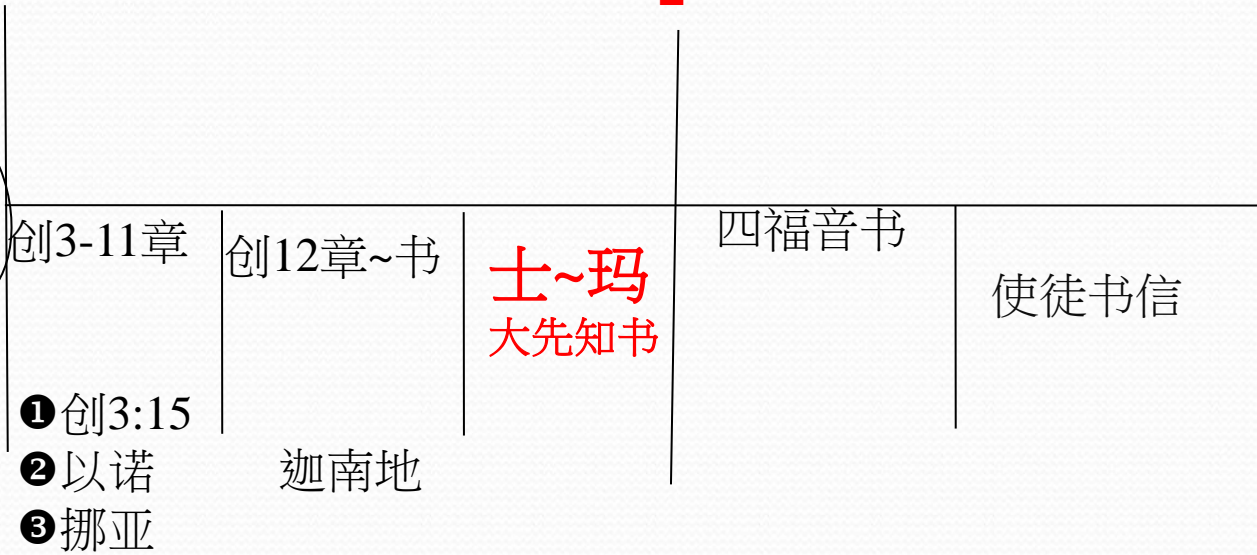 创3-11章
创12章~书
士~玛
大先知书
四福音书
使徒书信
❶创3:15
❷以诺
❸挪亚
迦南地